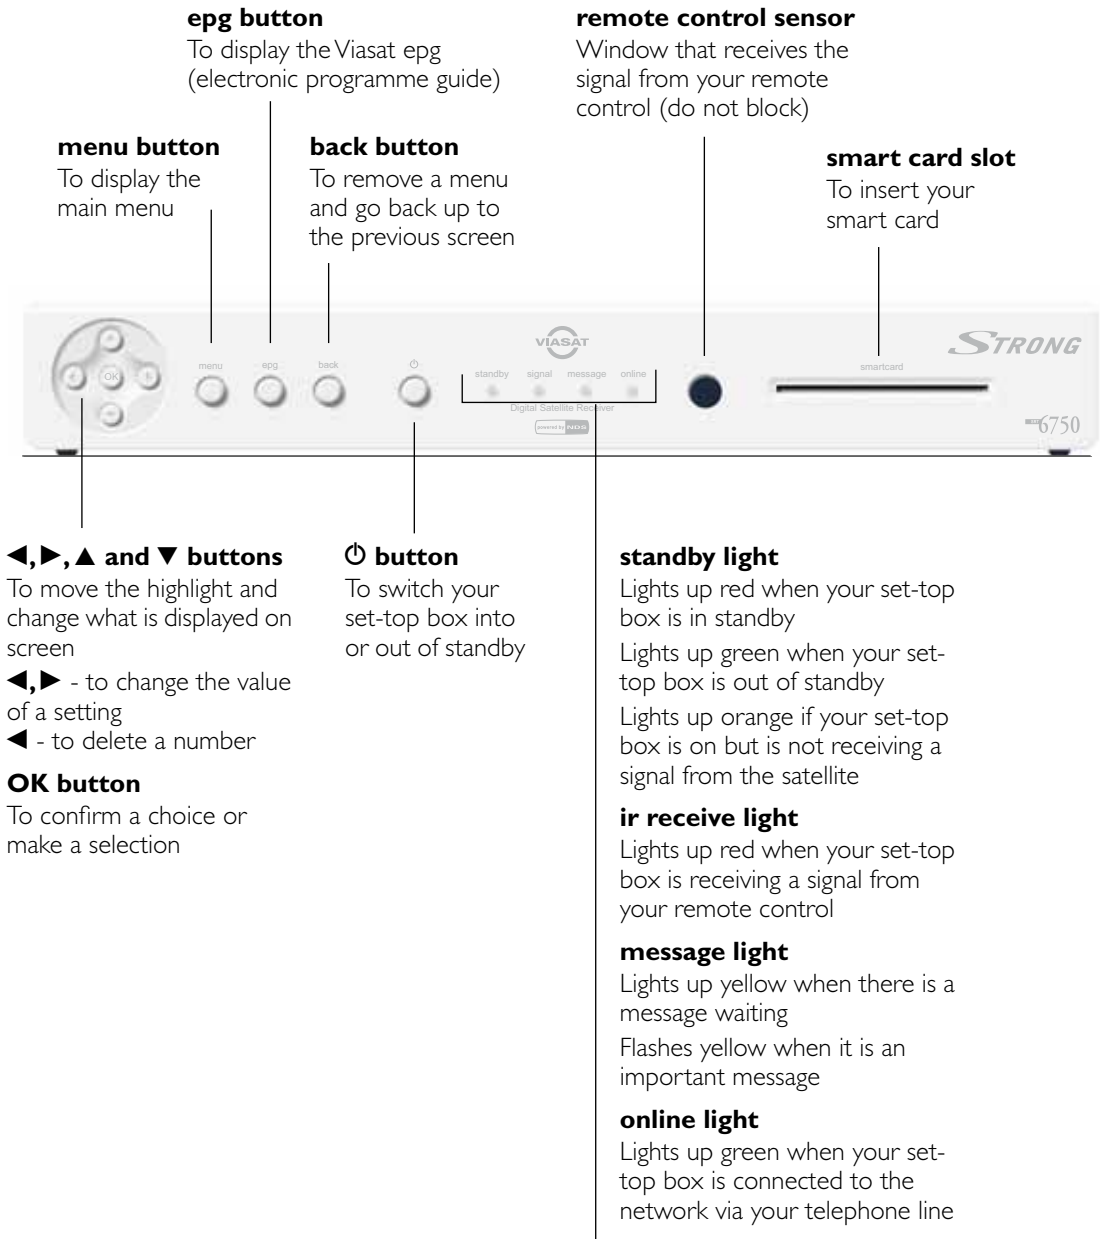 epg button
To display the Viasat epg
(electronic programme guide)
remote control sensor
Window that receives the
signal from your remote
control (do not block)
menu button
To display the
main menu
back button
To remove a menu
and go back up to
the previous screen
smart card slot
To insert your
smart card
VIASAT
STRONG
menu
epg
back
OK
standby signal message online
smartcard
Digital Satellite Receiver
powered by NDS
6750
◀,▶,▲ and ▼ buttons
To move the highlight and
change what is displayed on
screen
◀,▶ - to change the value
of a setting
◀ - to delete a number
OK button
To confirm a choice or
make a selection
⏻ button
To switch your
set-top box into
or out of standby
standby light
Lights up red when your set-top
box is in standby
Lights up green when your set-
top box is out of standby
Lights up orange if your set-top
box is on but is not receiving a
signal from the satellite
ir receive light
Lights up red when your set-top
box is receiving a signal from
your remote control
message light
Lights up yellow when there is a
message waiting
Flashes yellow when it is an
important message
online light
Lights up green when your set-
top box is connected to the
network via your telephone line